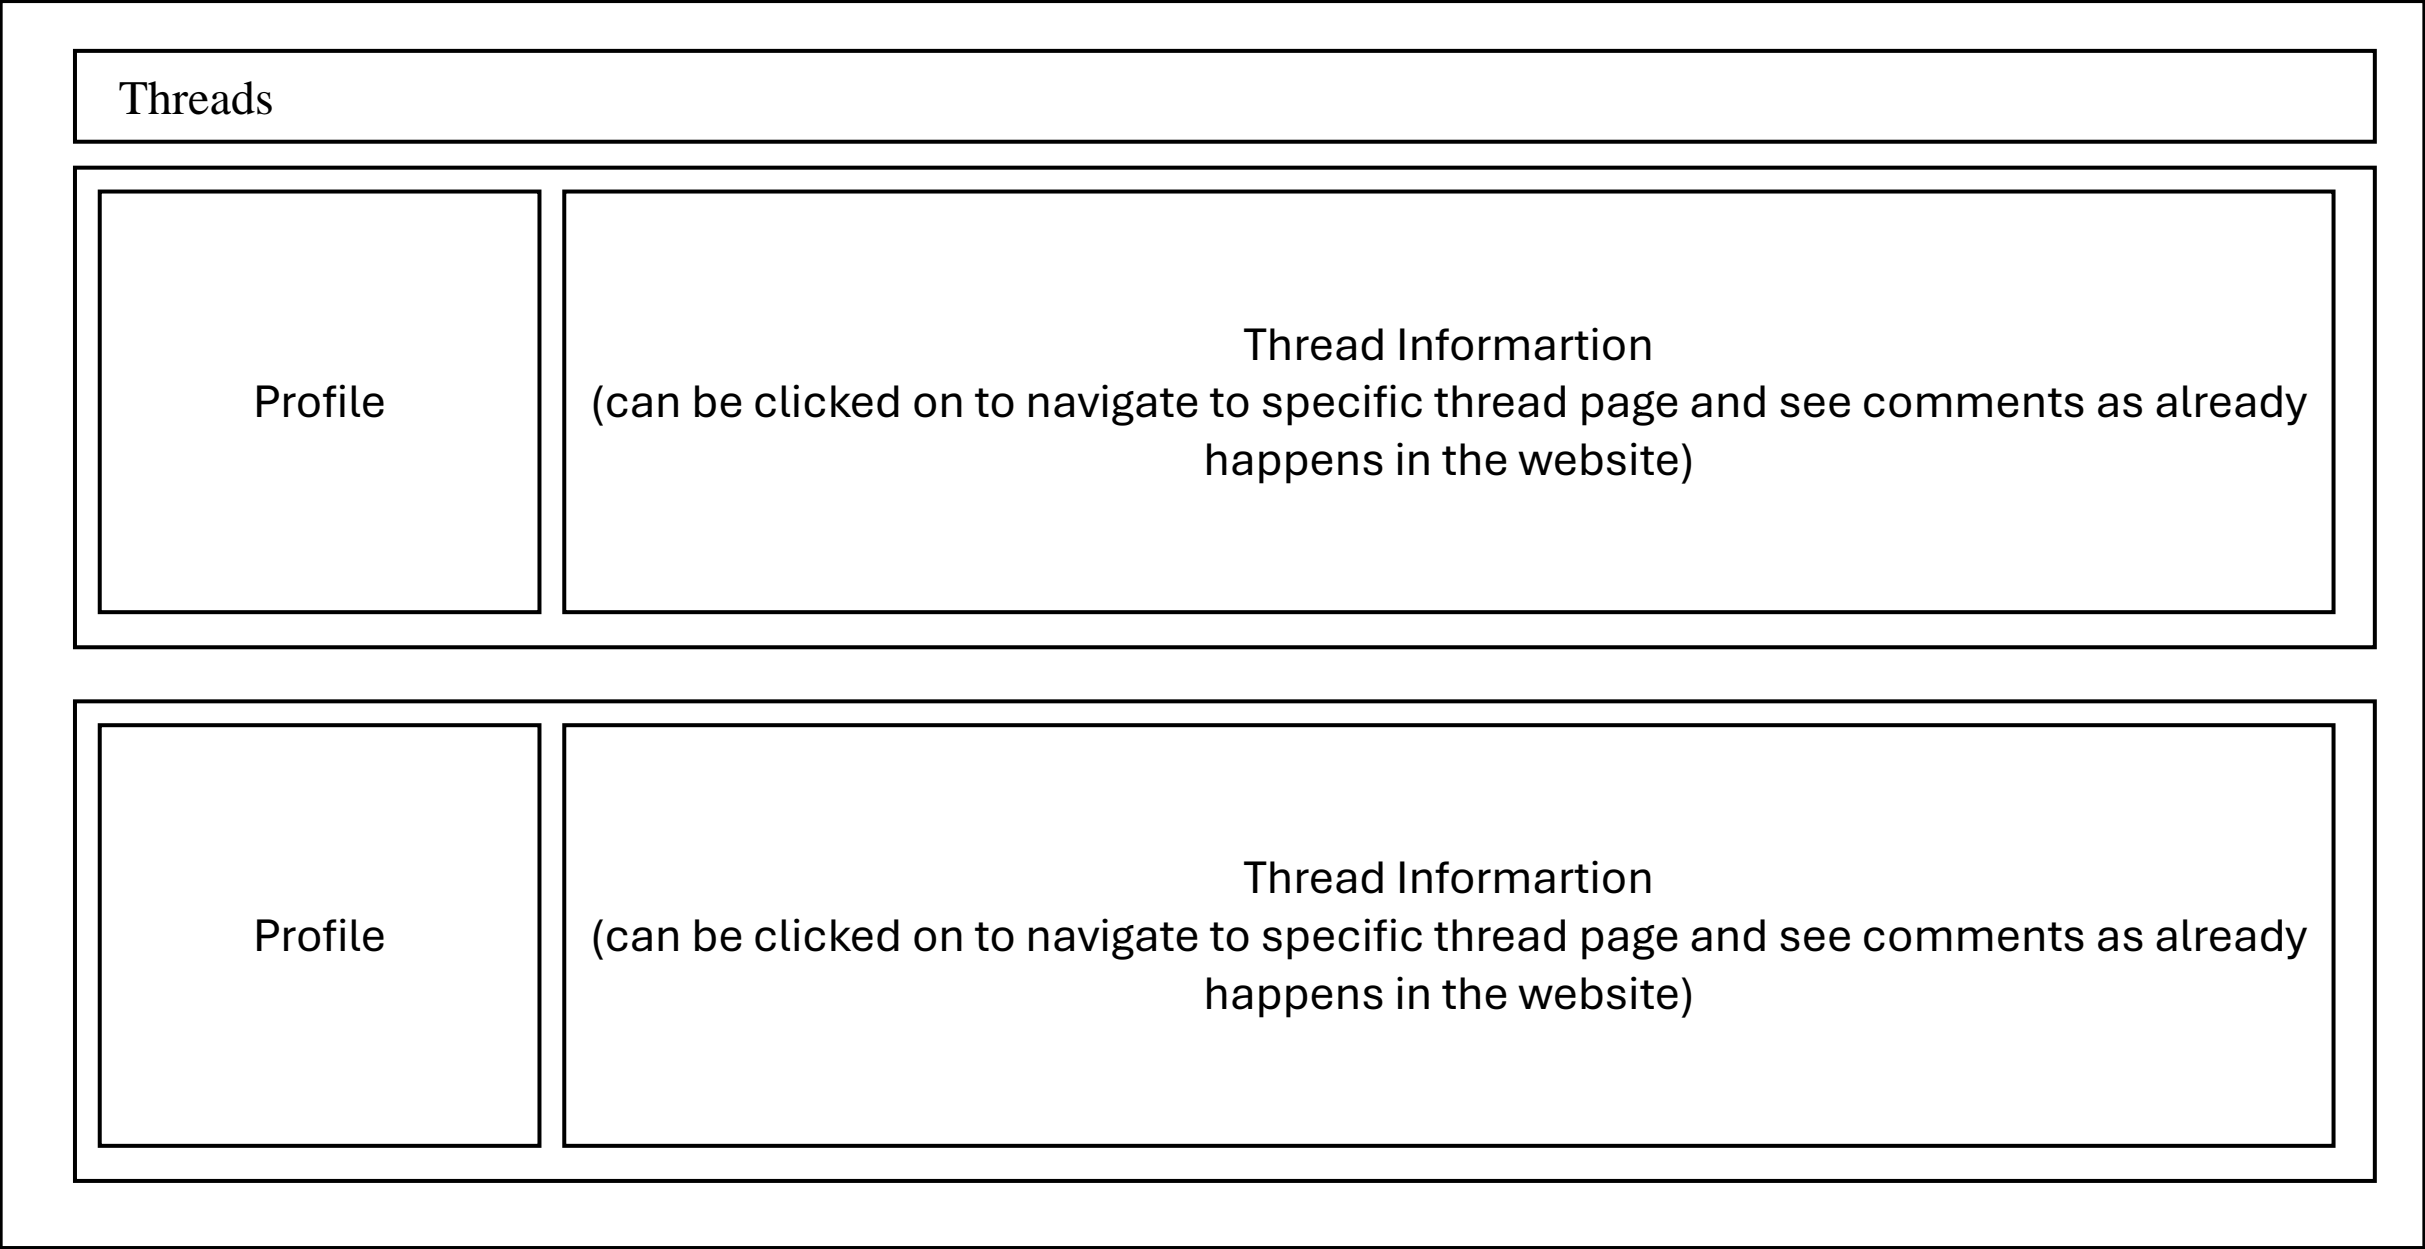 Threads
Profile
Thread Informartion
(can be clicked on to navigate to specific thread page and see comments as already
happens in the website)
Profile
Thread Informartion
(can be clicked on to navigate to specific thread page and see comments as already
happens in the website)